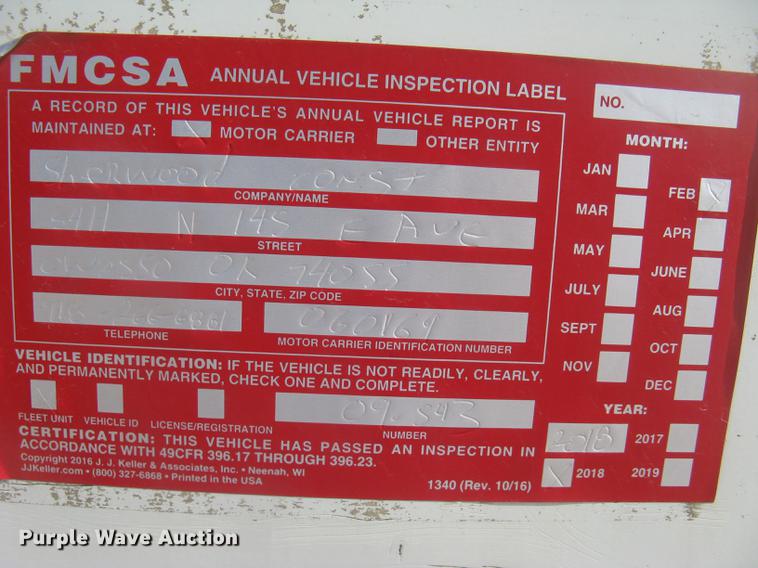 FMCSA ANNUAL VEHICLE INSPECTION LABEL
NO.
A RECORD OF THIS VEHICLE'S ANNUAL VEHICLE REPORT IS
MAINTAINED AT: X MOTOR CARRIER OTHER ENTITY
Sherwood Const
COMPANY/NAME
N 145 E AVE
STREET
Owasso OK 74055
CITY, STATE, ZIP CODE
TELEPHONE
MOTOR CARRIER IDENTIFICATION NUMBER
MONTH:
JAN
FEB X
MAR
APR
MAY
JUNE
JULY
AUG
SEPT
OCT
NOV
DEC
VEHICLE IDENTIFICATION: IF THE VEHICLE IS NOT READILY, CLEARLY,
AND PERMANENTLY MARKED, CHECK ONE AND COMPLETE.
FLEET UNIT VEHICLE ID LICENSE/REGISTRATION
NUMBER
YEAR:
2018 2017
X 2018 2019
CERTIFICATION: THIS VEHICLE HAS PASSED AN INSPECTION IN
ACCORDANCE WITH 49CFR 396.17 THROUGH 396.23.
Copyright 2016 J. J. Keller & Associates, Inc. • Neenah, WI
JJKeller.com • (800) 327-6868 • Printed in the USA
1340 (Rev. 10/16)
Purple Wave Auction